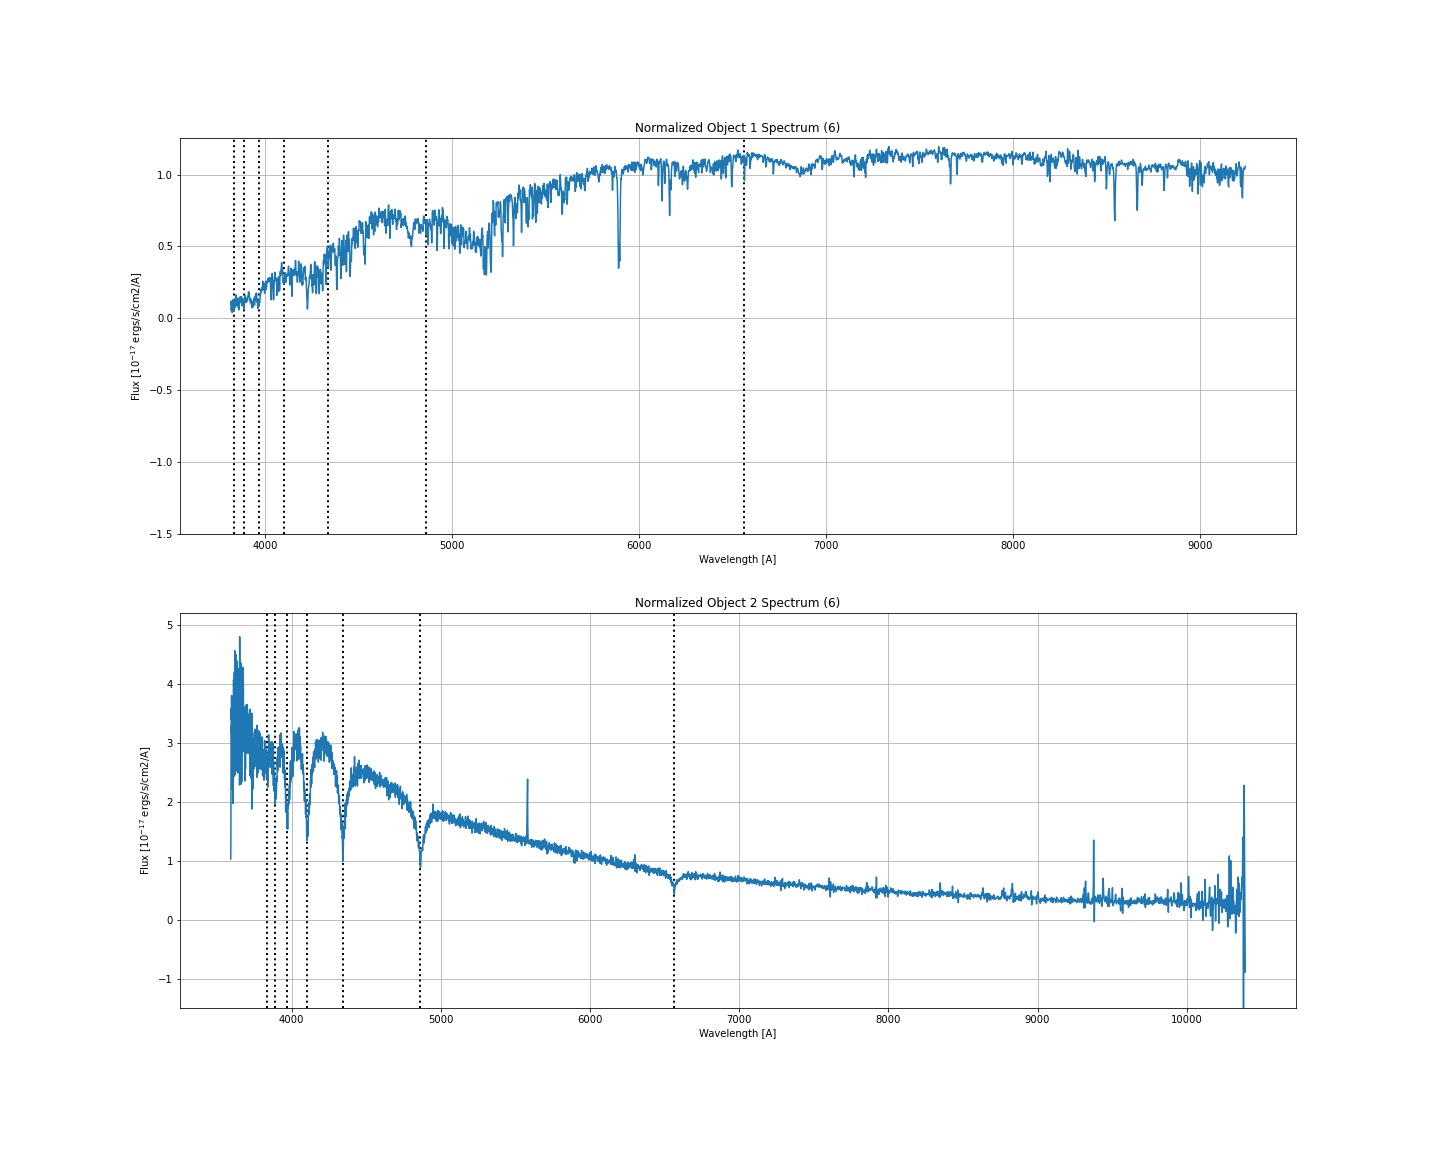 Normalized Object 1 Spectrum (6)
Flux [10⁻¹⁷ ergs/s/cm2/A]
1.0
0.5
0.0
−0.5
−1.0
−1.5
4000 5000 6000 7000 8000 9000
Wavelength [A]
Normalized Object 2 Spectrum (6)
Flux [10⁻¹⁷ ergs/s/cm2/A]
5
4
3
2
1
0
−1
4000 5000 6000 7000 8000 9000 10000
Wavelength [A]